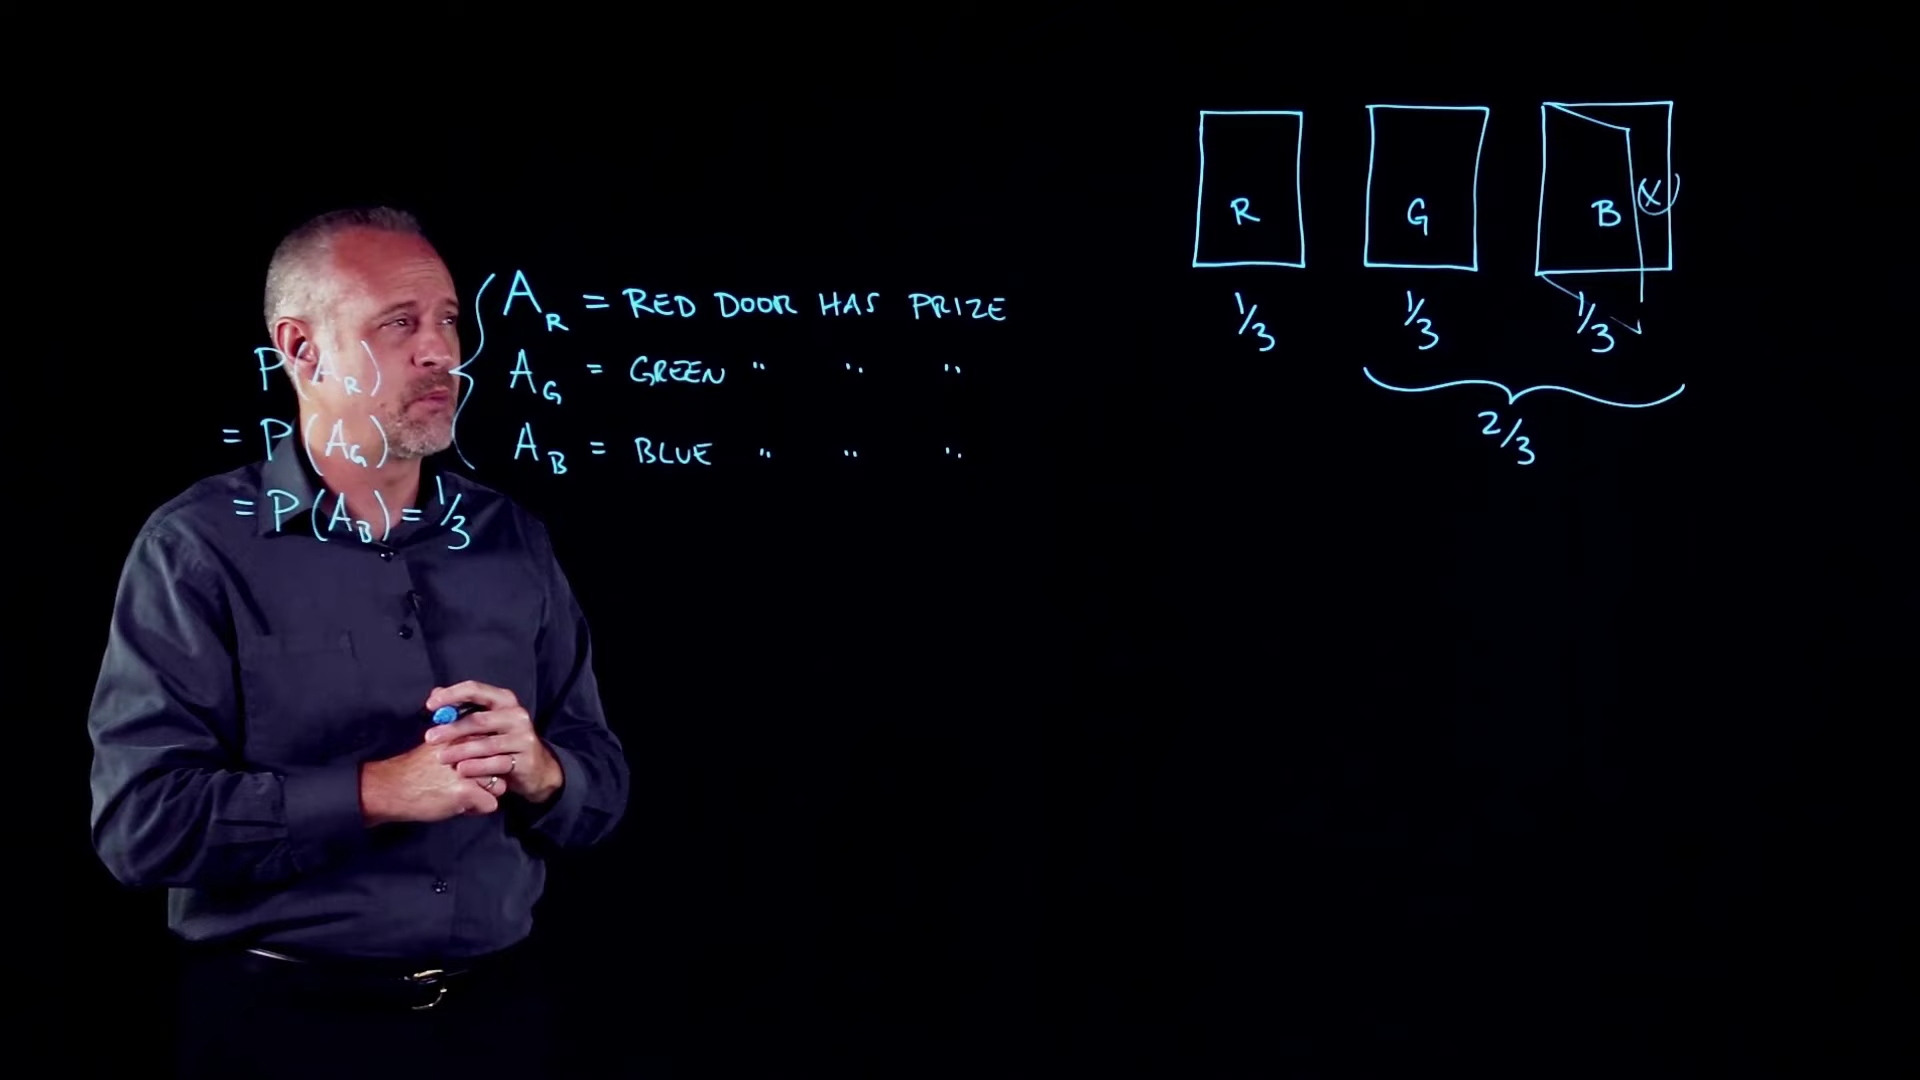 A_R = RED DOOR HAS PRIZE
A_G = GREEN " " "
A_B = BLUE " " "
P(A_R)
= P(A_G)
= P(A_B) = 1/3
R G B X
1/3 1/3 1/3
2/3